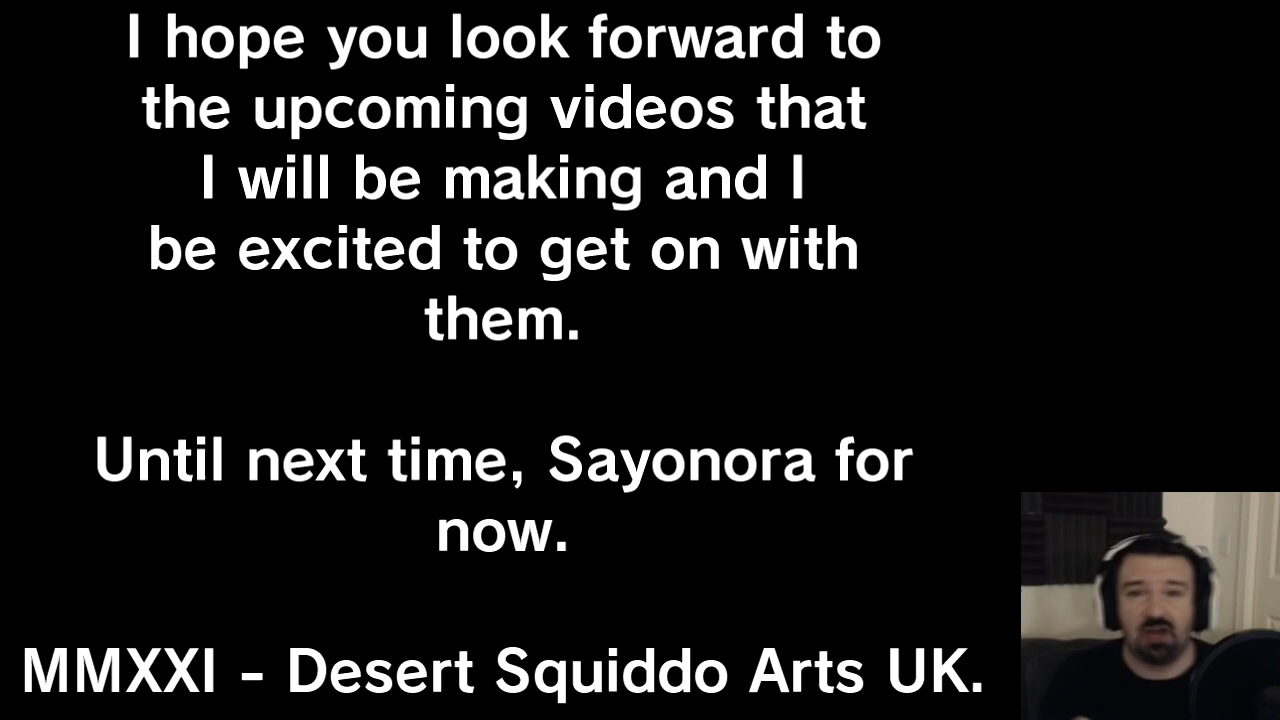 I hope you look forward to
the upcoming videos that
I will be making and I
be excited to get on with
them.
Until next time, Sayonora for
now.
MMXXI - Desert Squiddo Arts UK.